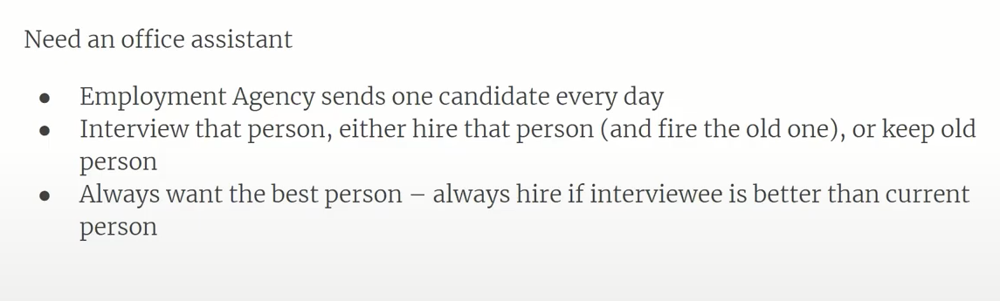 Need an office assistant
● Employment Agency sends one candidate every day
● Interview that person, either hire that person (and fire the old one), or keep old
person
● Always want the best person – always hire if interviewee is better than current
person